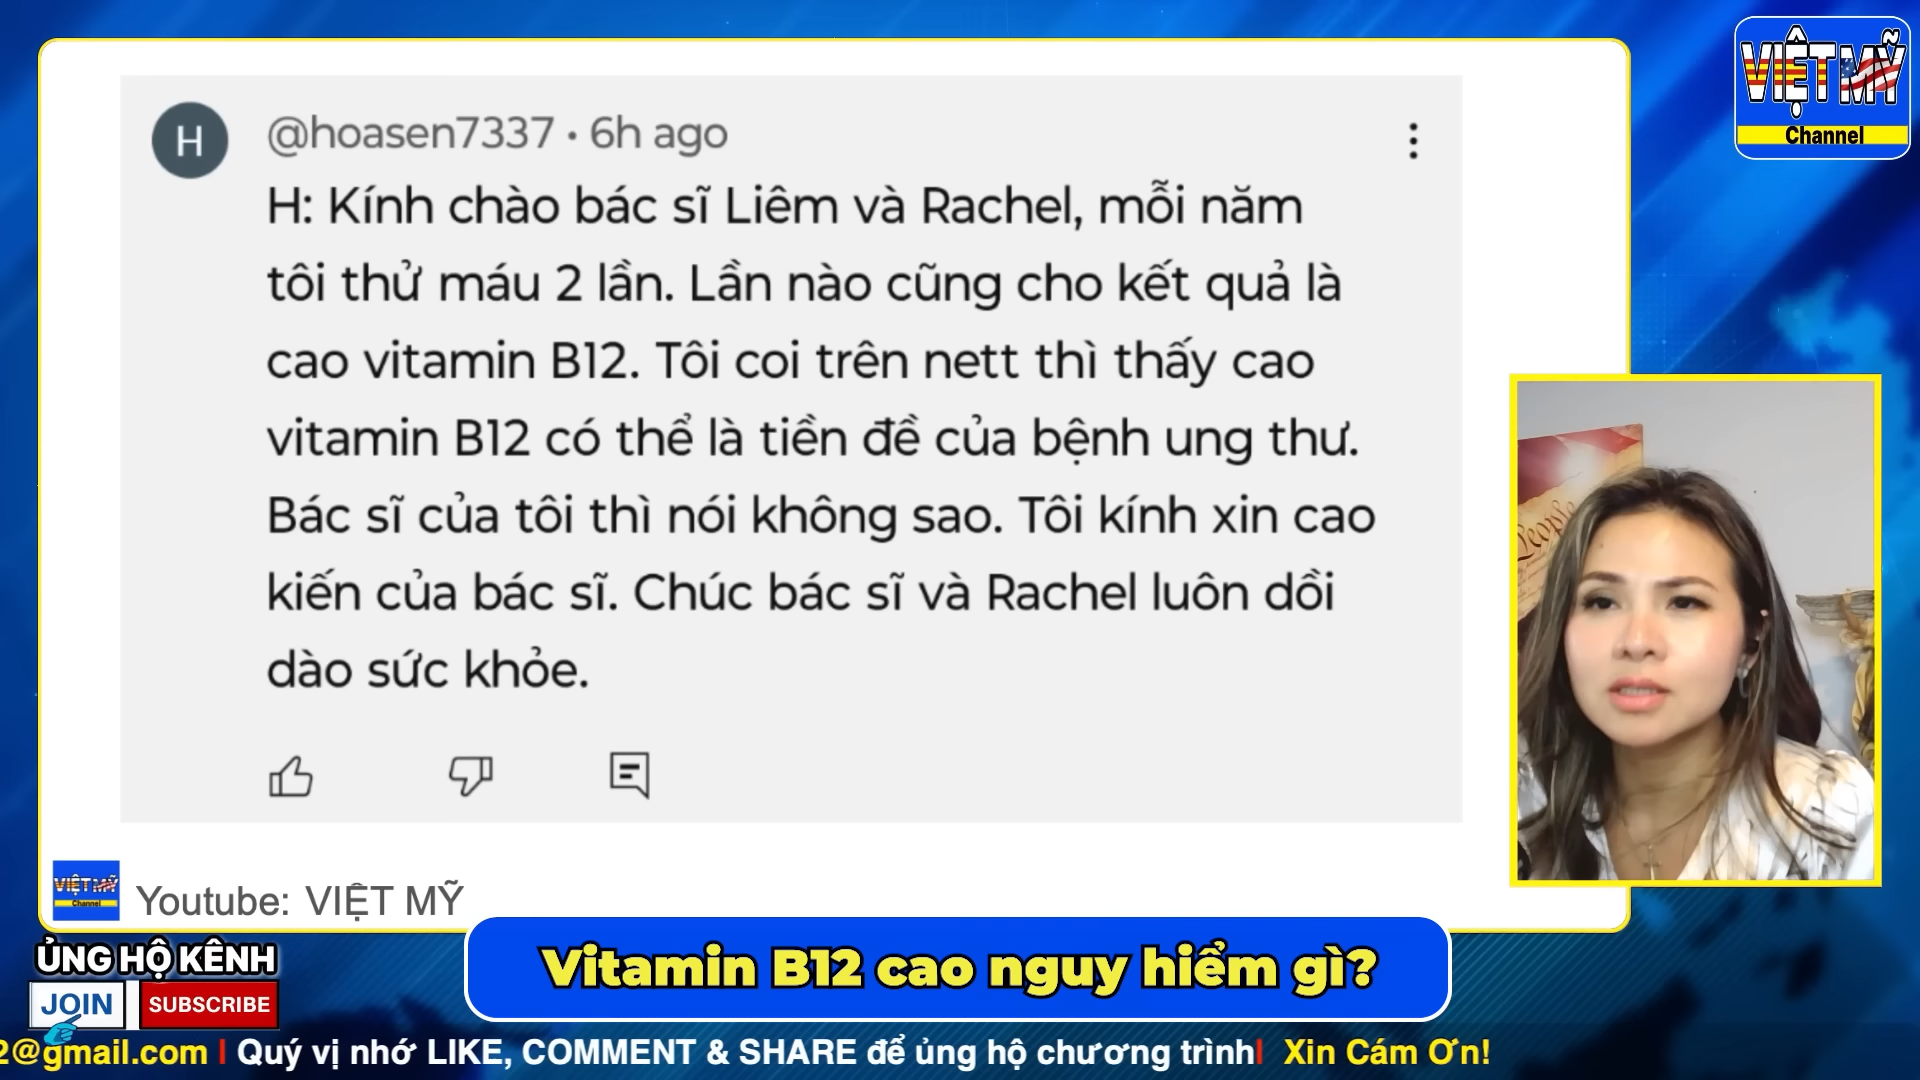 VIỆT MỸ
Channel
H
@hoasen7337 • 6h ago
H: Kính chào bác sĩ Liêm và Rachel, mỗi năm
tôi thử máu 2 lần. Lần nào cũng cho kết quả là
cao vitamin B12. Tôi coi trên nett thì thấy cao
vitamin B12 có thể là tiền đề của bệnh ung thư.
Bác sĩ của tôi thì nói không sao. Tôi kính xin cao
kiến của bác sĩ. Chúc bác sĩ và Rachel luôn dồi
dào sức khỏe.
People
VIỆT MỸ
Channel
Youtube: VIỆT MỸ
ỦNG HỘ KÊNH
JOIN
SUBSCRIBE
Vitamin B12 cao nguy hiểm gì?
2@gmail.com I Quý vị nhớ LIKE, COMMENT & SHARE để ủng hộ chương trình I Xin Cám Ơn!